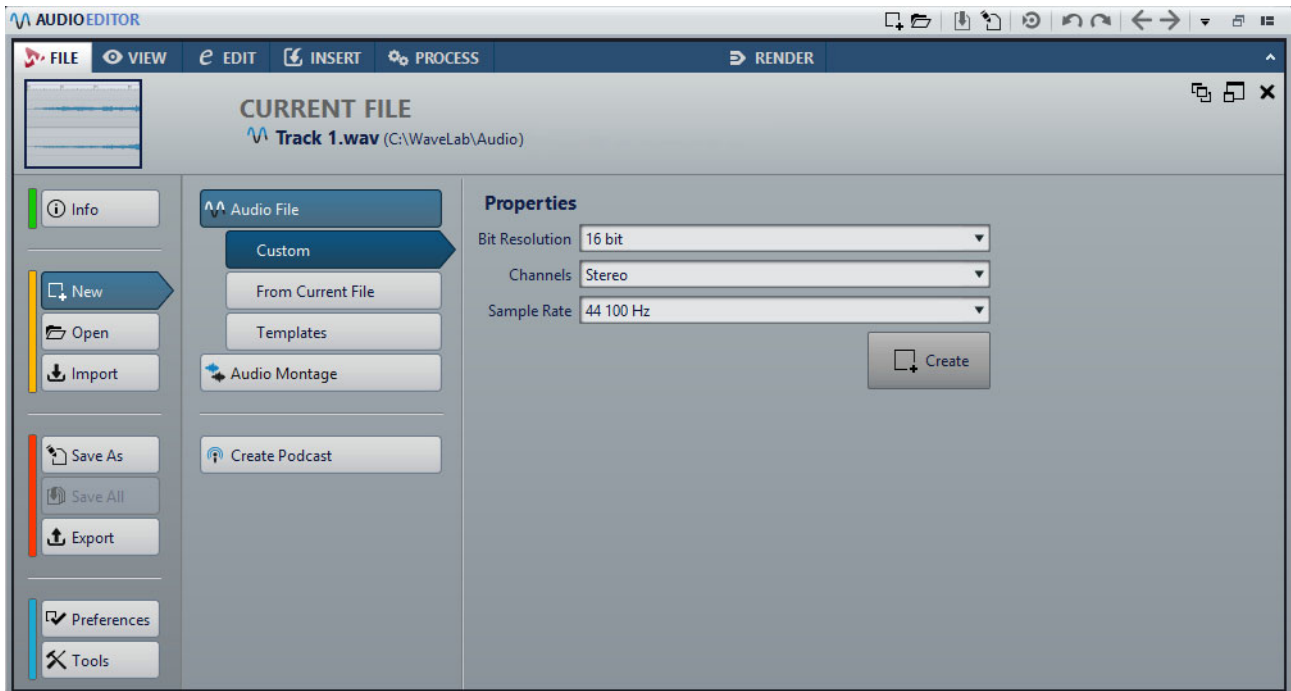 AUDIOEDITOR
FILE VIEW EDIT INSERT PROCESS RENDER
CURRENT FILE
Track 1.wav (C:\WaveLab\Audio)
Info
New
Open
Import
Save As
Save All
Export
Preferences
Tools
Audio File
Custom
From Current File
Templates
Audio Montage
Create Podcast
Properties
Bit Resolution 16 bit
Channels Stereo
Sample Rate 44 100 Hz
Create